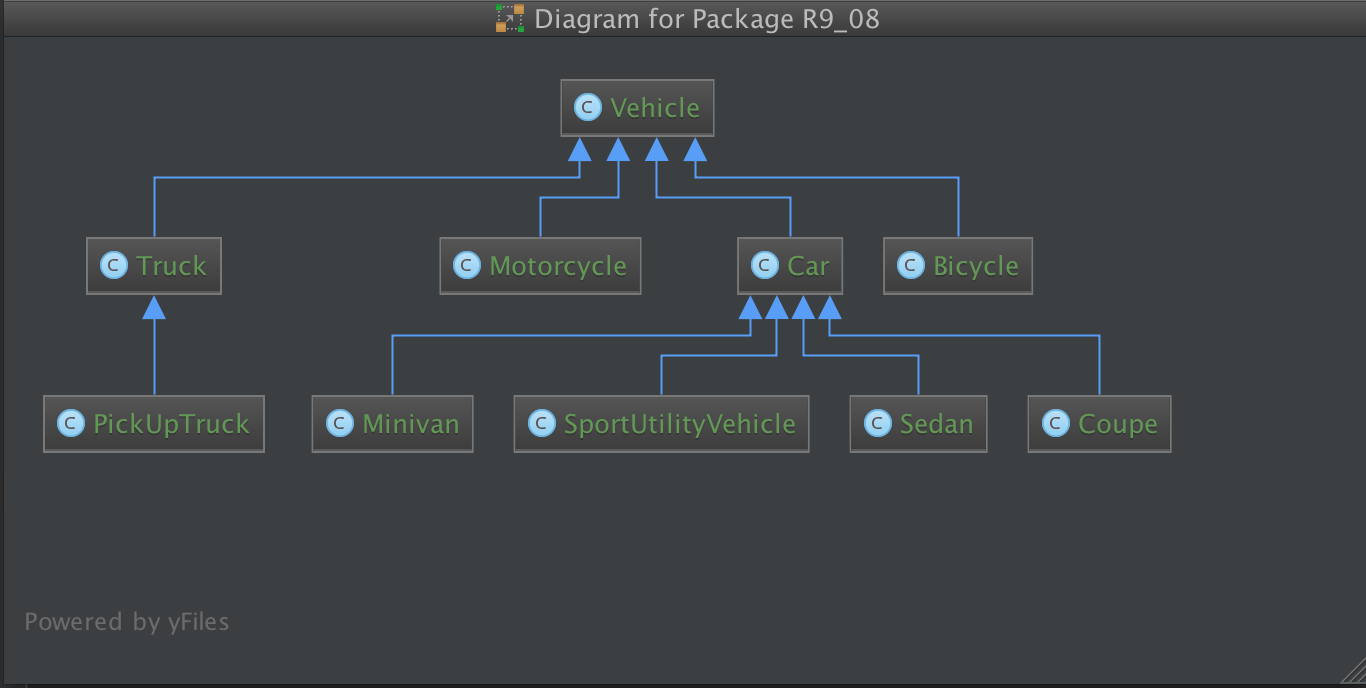 Diagram for Package R9_08
C Vehicle
C Truck
C Motorcycle
C Car
C Bicycle
C PickUpTruck
C Minivan
C SportUtilityVehicle
C Sedan
C Coupe
Powered by yFiles